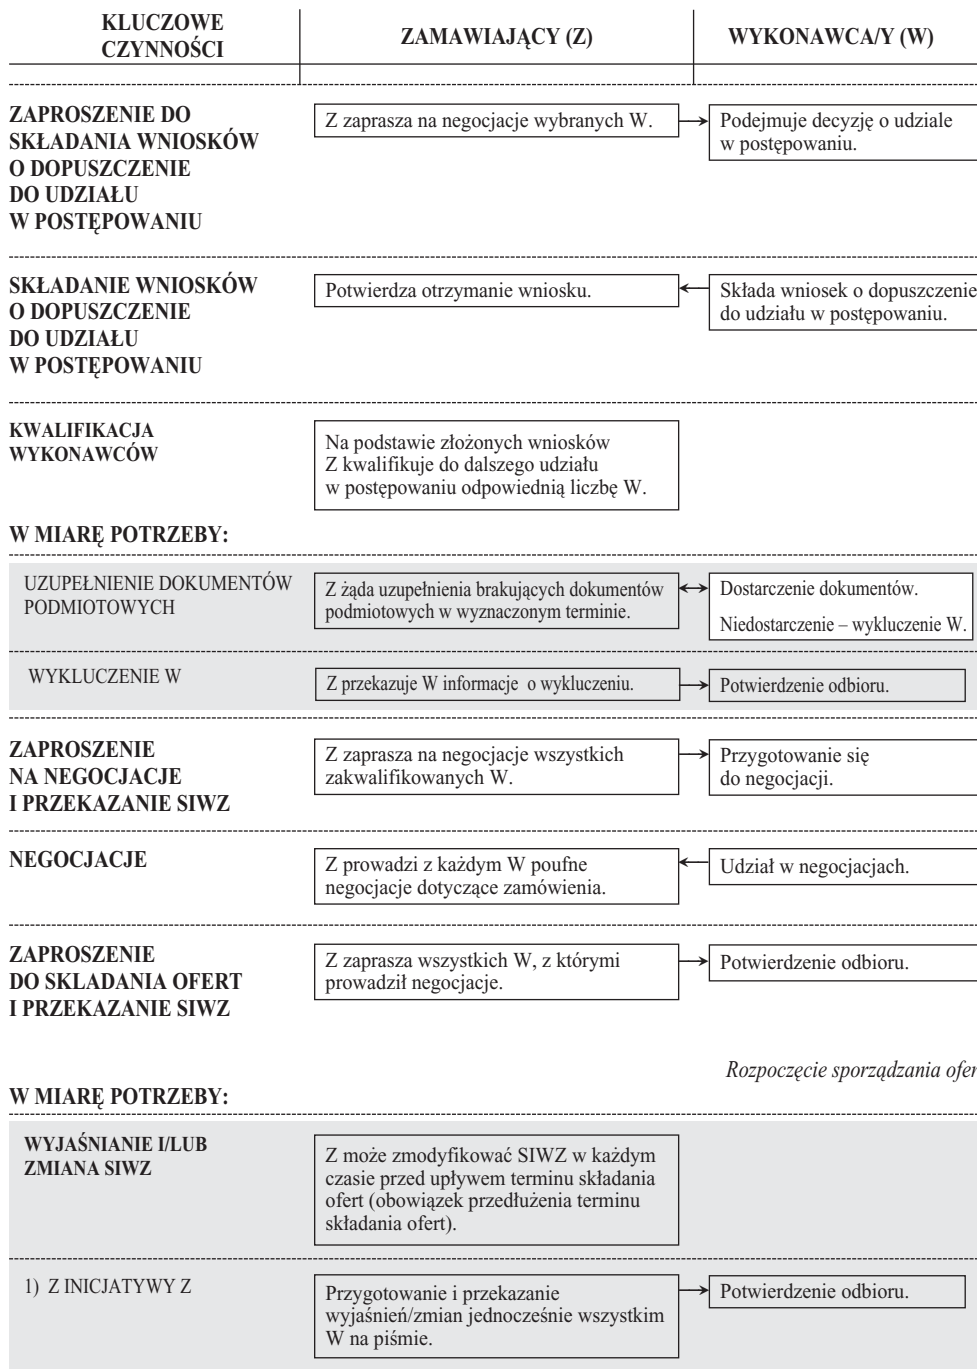 KLUCZOWE
CZYNNOŚCI
ZAMAWIAJĄCY (Z)
WYKONAWCA/Y (W)
ZAPROSZENIE DO
SKŁADANIA WNIOSKÓW
O DOPUSZCZENIE
DO UDZIAŁU
W POSTĘPOWANIU
Z zaprasza na negocjacje wybranych W.
Podejmuje decyzję o udziale
w postępowaniu.
SKŁADANIE WNIOSKÓW
O DOPUSZCZENIE
DO UDZIAŁU
W POSTĘPOWANIU
Potwierdza otrzymanie wniosku.
Składa wniosek o dopuszczenie
do udziału w postępowaniu.
KWALIFIKACJA
WYKONAWCÓW
Na podstawie złożonych wniosków
Z kwalifikuje do dalszego udziału
w postępowaniu odpowiednią liczbę W.
W MIARĘ POTRZEBY:
UZUPEŁNIENIE DOKUMENTÓW
PODMIOTOWYCH
Z żąda uzupełnienia brakujących dokumentów
podmiotowych w wyznaczonym terminie.
Dostarczenie dokumentów.
Niedostarczenie – wykluczenie W.
WYKLUCZENIE W
Z przekazuje W informacje o wykluczeniu.
Potwierdzenie odbioru.
ZAPROSZENIE
NA NEGOCJACJE
I PRZEKAZANIE SIWZ
Z zaprasza na negocjacje wszystkich
zakwalifikowanych W.
Przygotowanie się
do negocjacji.
NEGOCJACJE
Z prowadzi z każdym W poufne
negocjacje dotyczące zamówienia.
Udział w negocjacjach.
ZAPROSZENIE
DO SKLADANIA OFERT
I PRZEKAZANIE SIWZ
Z zaprasza wszystkich W, z którymi
prowadził negocjacje.
Potwierdzenie odbioru.
Rozpoczęcie sporządzania ofer
W MIARĘ POTRZEBY:
WYJAŚNIANIE I/LUB
ZMIANA SIWZ
Z może zmodyfikować SIWZ w każdym
czasie przed upływem terminu składania
ofert (obowiązek przedłużenia terminu
składania ofert).
1) Z INICJATYWY Z
Przygotowanie i przekazanie
wyjaśnień/zmian jednocześnie wszystkim
W na piśmie.
Potwierdzenie odbioru.